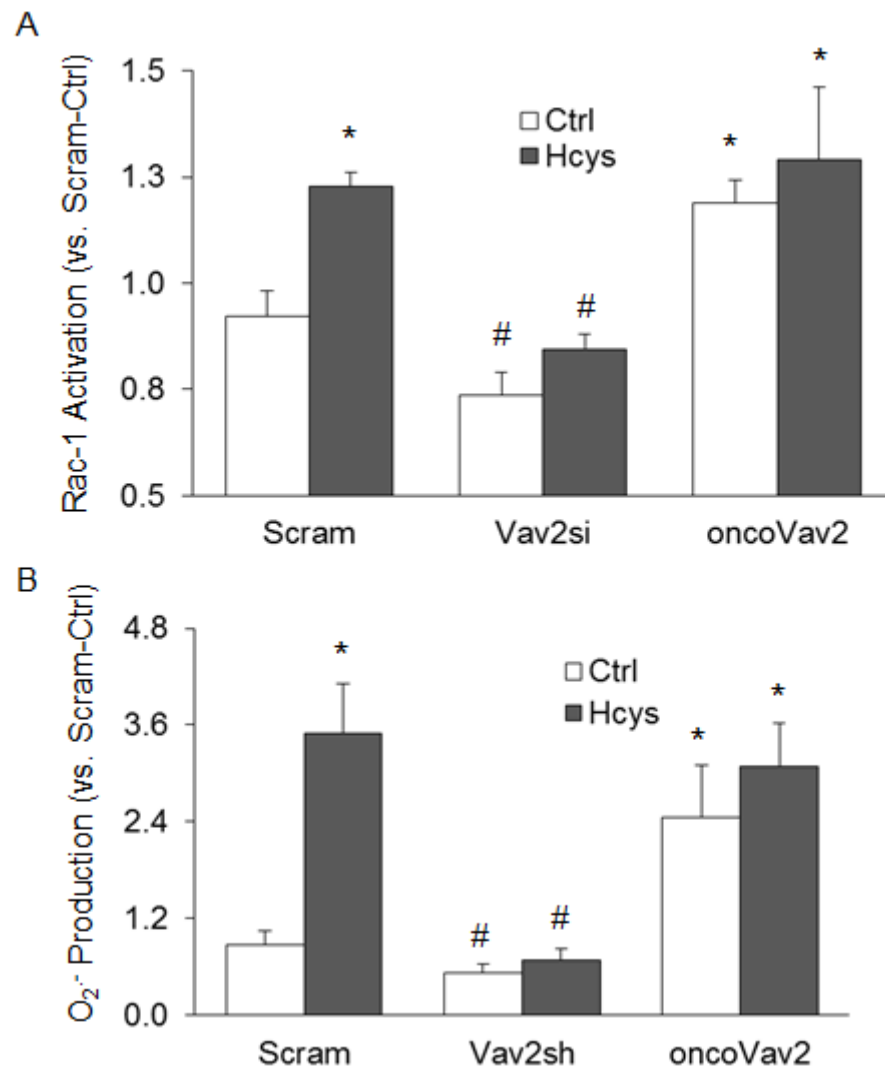 A
Rac-1 Activation (vs. Scram-Ctrl)
1.5
1.3
1.0
0.8
0.5
Ctrl
Hcys
*
# #
* *
Scram Vav2si oncoVav2
B
O₂·⁻ Production (vs. Scram-Ctrl)
4.8
3.6
2.4
1.2
0.0
Ctrl
Hcys
*
# #
* *
Scram Vav2sh oncoVav2